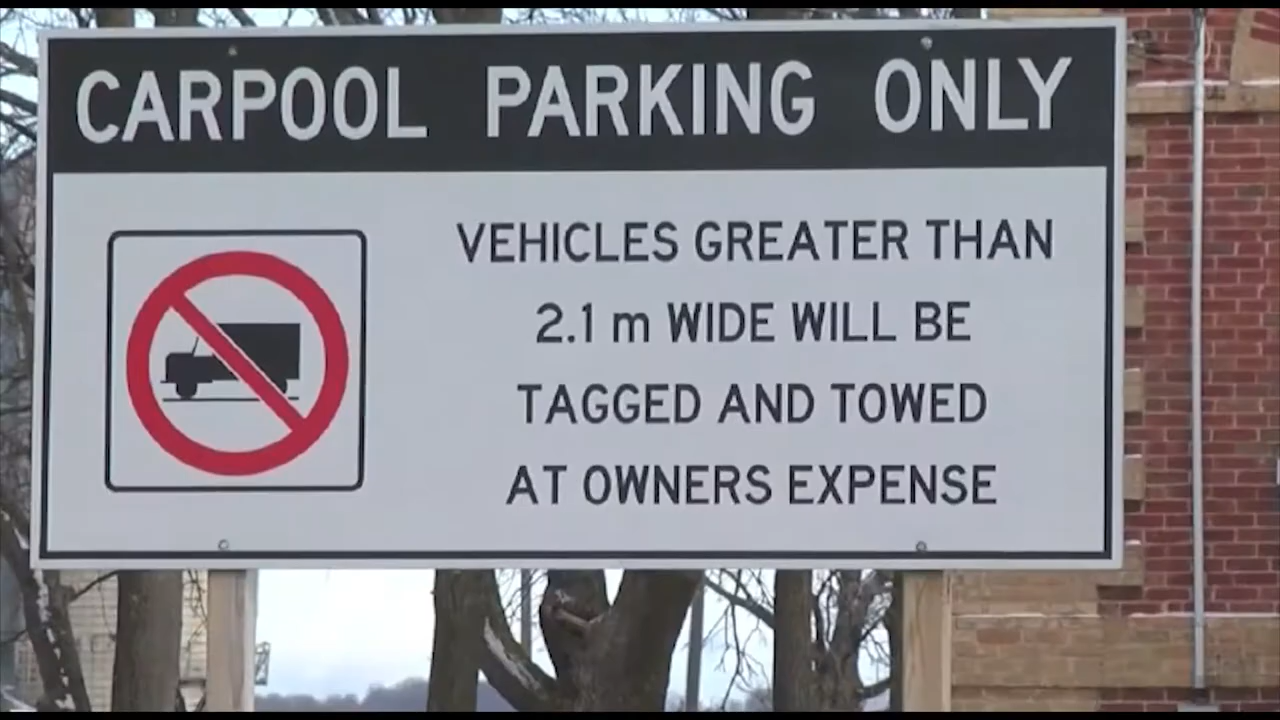 CARPOOL PARKING ONLY
VEHICLES GREATER THAN
2.1 m WIDE WILL BE
TAGGED AND TOWED
AT OWNERS EXPENSE